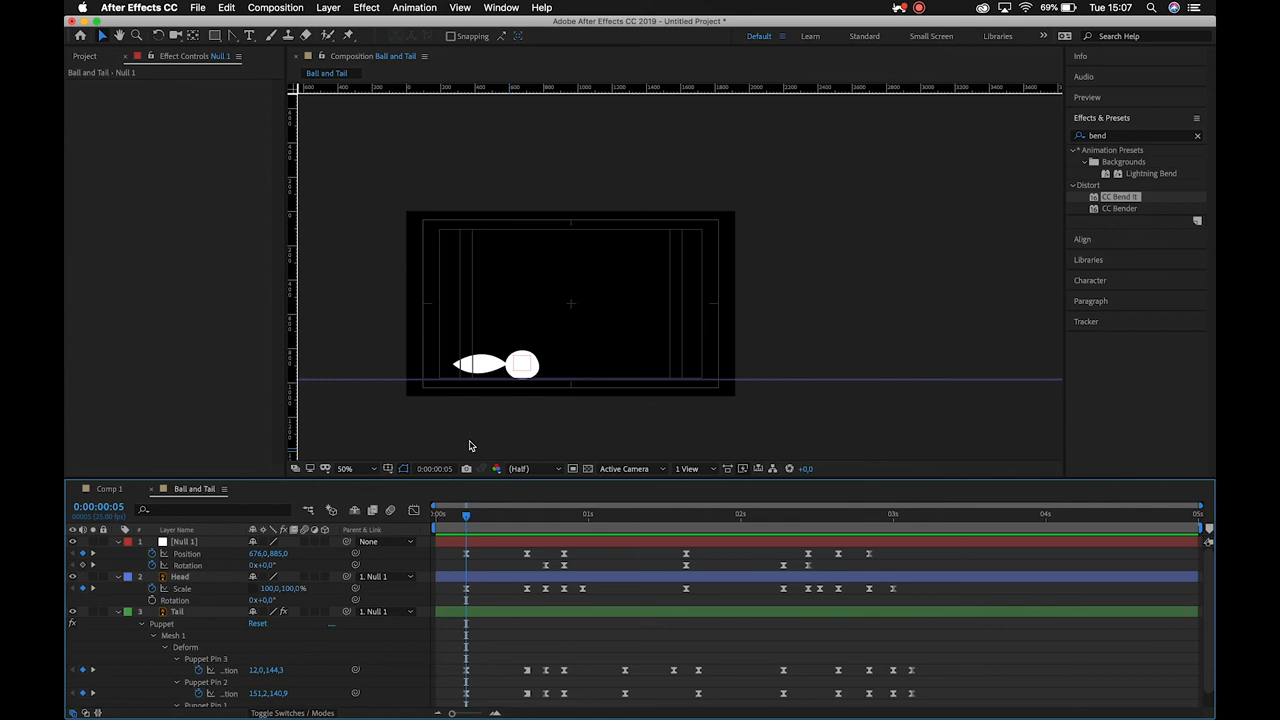 After Effects CC File Edit Composition Layer Effect Animation View Window Help 69% Tue 15:07
Adobe After Effects CC 2019 - Untitled Project *
Snapping Default Learn Standard Small Screen Libraries Search Help
Project Effect Controls Null 1 Composition Ball and Tail Info
Ball and Tail • Null 1 Ball and Tail Audio
Preview
Effects & Presets
bend
* Animation Presets
Backgrounds
Lightning Bend
Distort
CC Bend It
CC Bender
Align
Libraries
Character
Paragraph
Tracker
50% 0:00:00:05 (Half) Active Camera 1 View +0,0
Comp 1 Ball and Tail
0:00:00:05
00005 (25.00 fps)
01s 02s 03s 04s 05s
# Layer Name Parent & Link
1 [Null 1] None
Position 676,0,885,0
Rotation 0x+0,0°
2 Head 1. Null 1
Scale 100,0,100,0%
Rotation 0x+0,0°
3 Tail 1. Null 1
Puppet Reset
Mesh 1
Deform
Puppet Pin 3
...tion 12,0,144,3
Puppet Pin 2
...tion 151,2,140,9
Puppet Pin 1
Toggle Switches / Modes